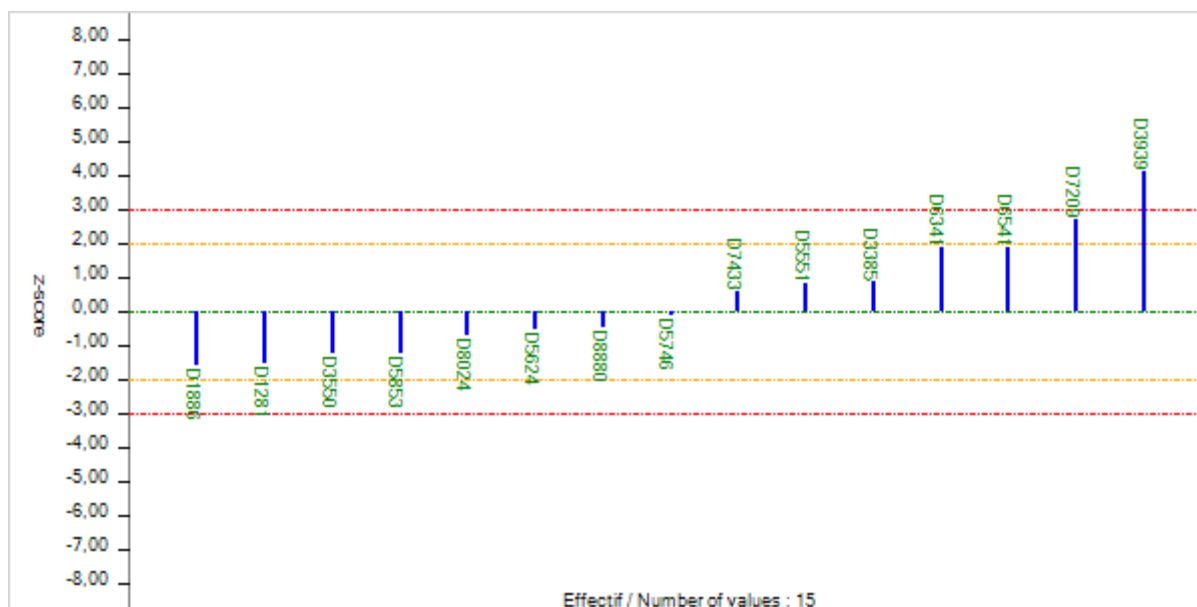 8,00
7,00
6,00
5,00
4,00
3,00
2,00
1,00
0,00
-1,00
-2,00
-3,00
-4,00
-5,00
-6,00
-7,00
-8,00
z-score
D1886
D1281
D3550
D5853
D8024
D5624
D8880
D5746
D7433
D5551
D3385
D6341
D6541
D7209
D3939
Effectif / Number of values : 15